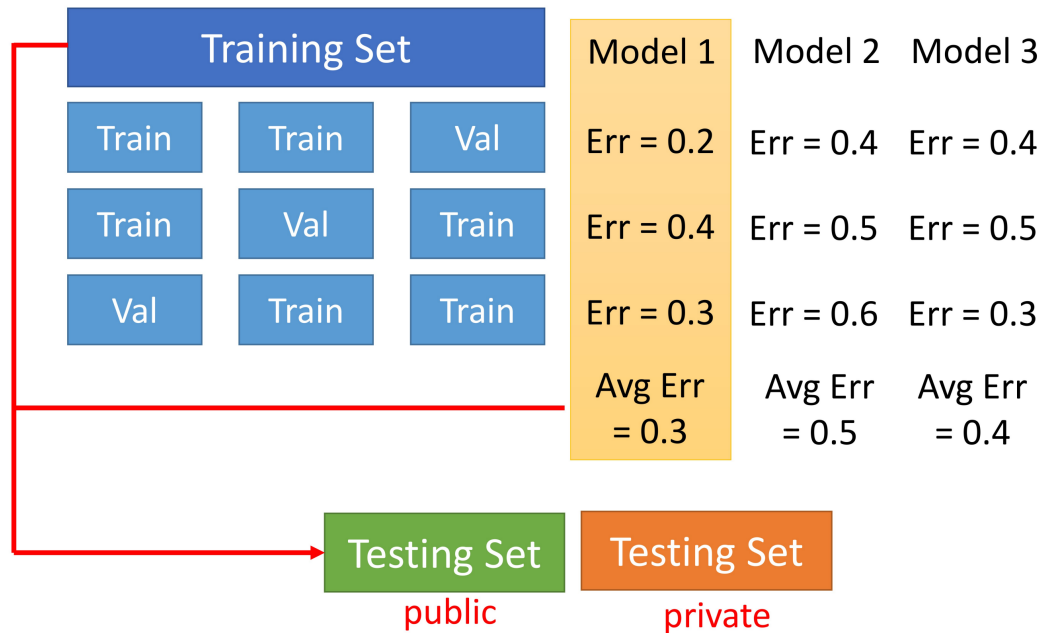 Training Set
Model 1 Model 2 Model 3
Train Train Val
Err = 0.2 Err = 0.4 Err = 0.4
Train Val Train
Err = 0.4 Err = 0.5 Err = 0.5
Val Train Train
Err = 0.3 Err = 0.6 Err = 0.3
Avg Err Avg Err Avg Err
= 0.3 = 0.5 = 0.4
Testing Set Testing Set
public private